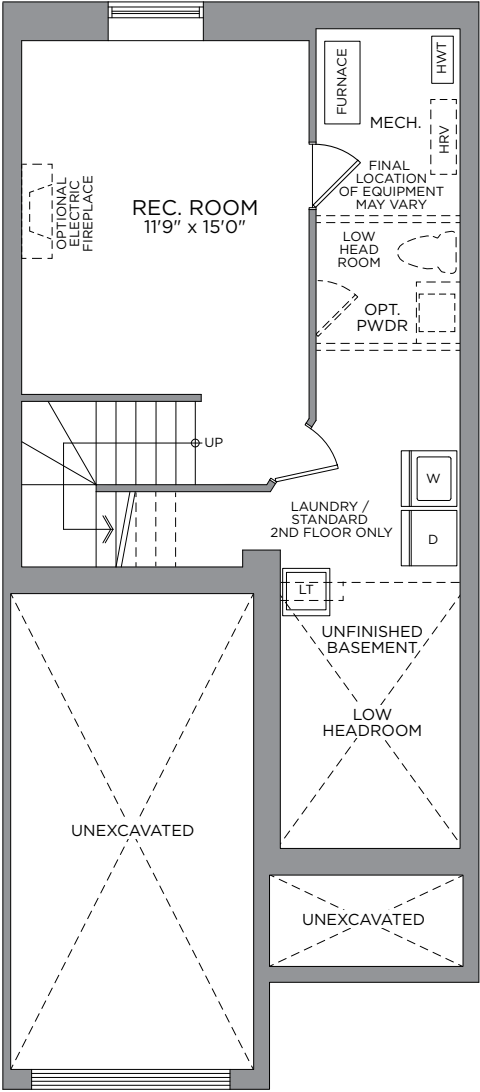 FURNACE
HWT
MECH.
HRV
FINAL
LOCATION
OF EQUIPMENT
MAY VARY
OPTIONAL
ELECTRIC
FIREPLACE
REC. ROOM
11'9" x 15'0"
LOW
HEAD
ROOM
OPT.
PWDR
UP
W
LAUNDRY /
STANDARD
2ND FLOOR ONLY
D
LT
UNFINISHED
BASEMENT
LOW
HEADROOM
UNEXCAVATED
UNEXCAVATED